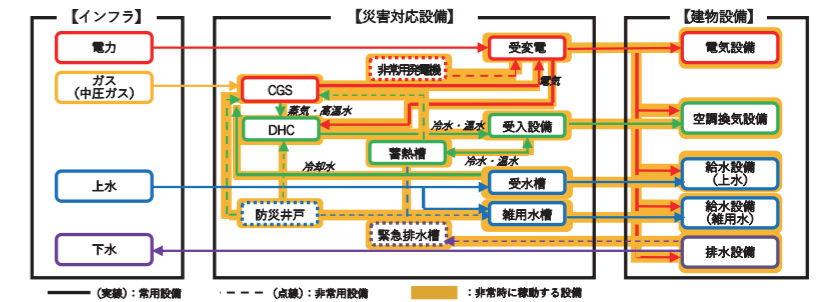 【インフラ】
【災害対応設備】
【建物設備】
電力
ガス
(中圧ガス)
上水
下水
受変電
非常用発電機
電気
CGS
蒸気・高温水
DHC
冷水・温水
受入設備
蓄熱槽
冷水・温水
冷却水
受水槽
防災井戸
雑用水槽
緊急排水槽
電気設備
空調換気設備
給水設備
(上水)
給水設備
(雑用水)
排水設備
(実線)：常用設備
(点線)：非常用設備
：非常時に稼動する設備